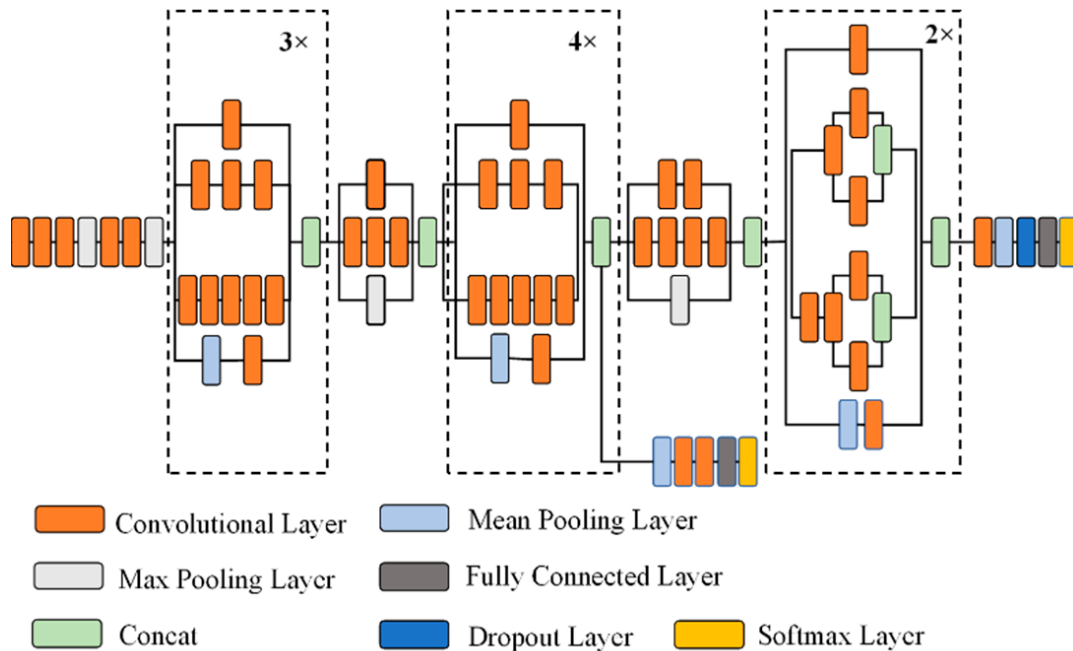 3×
4×
2×
Convolutional Layer
Mean Pooling Layer
Max Pooling Layer
Fully Connected Layer
Concat
Dropout Layer
Softmax Layer